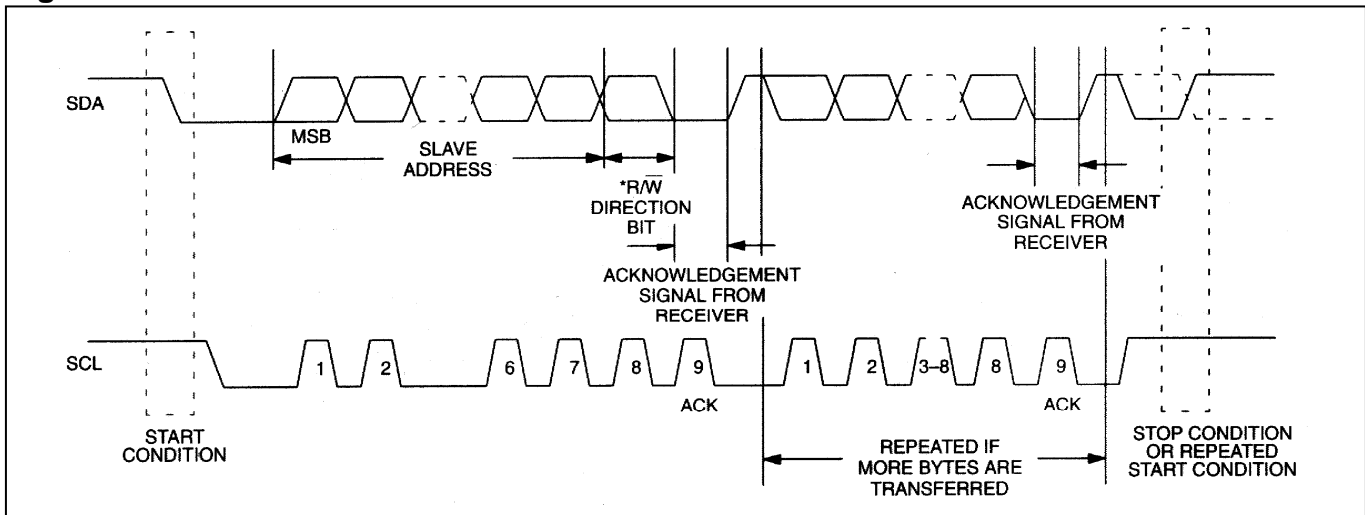 SDA
MSB
SLAVE
ADDRESS
*R/W̅
DIRECTION
BIT
ACKNOWLEDGEMENT
SIGNAL FROM
RECEIVER
ACKNOWLEDGEMENT
SIGNAL FROM
RECEIVER
SCL
1 2 6 7 8 9 1 2 3–8 8 9
ACK ACK
START
CONDITION
REPEATED IF
MORE BYTES ARE
TRANSFERRED
STOP CONDITION
OR REPEATED
START CONDITION